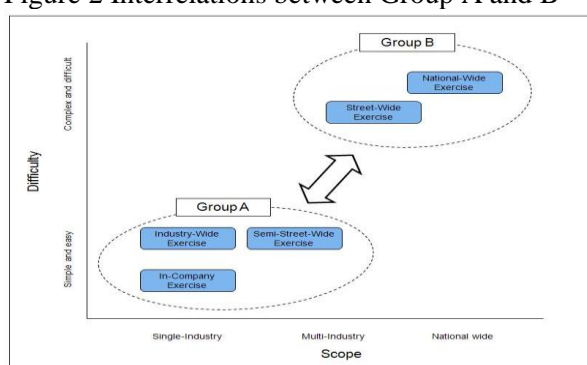 Figure 2 Interrelations between Group A and B
Group B
National-Wide
Exercise
Street-Wide
Exercise
Complex and difficult
Difficulty
Group A
Industry-Wide
Exercise
Semi-Street-Wide
Exercise
In-Company
Exercise
Simple and easy
Single-Industry
Multi-Industry
National wide
Scope